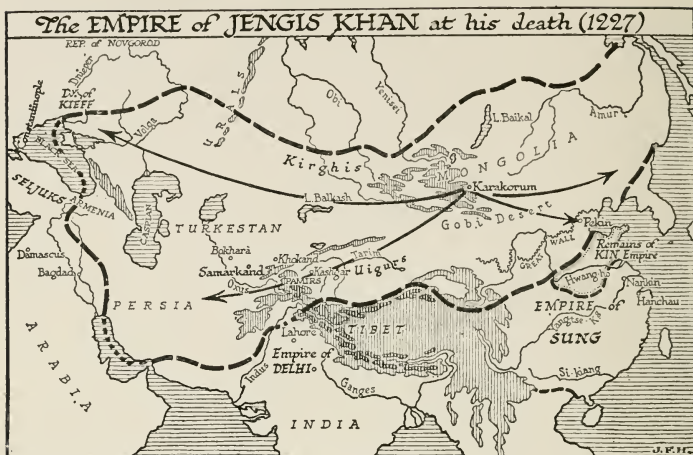 The EMPIRE of JENGIS KHAN at his death (1227)
REP. of NOVGOROD
Dnieper
Dy. of
KIEFF
Constantinople
BLACK SEA
Volga
URALS
Obi
Yenisei
L. Baikal
Amur
Kirghis
MONGOLIA
Karakorum
SELJUKS
ARMENIA
CASPIAN
L. Balkash
Gobi Desert
TURKESTAN
Pekin
GREAT WALL
Remains of
KIN Empire
Damascus
Bokhara
Khokand
Tarim
Samarkand
Kashgar
Uigurs
Bagdad
Oxus
PAMIRS
Hwang-ho
Nankin
Hanchau
PERSIA
EMPIRE of
SUNG
Yangtse-Kia
TIBET
Lahore
ARABIA
Empire of
DELHI
Indus
Ganges
Si-kiang
INDIA
J.F.H.